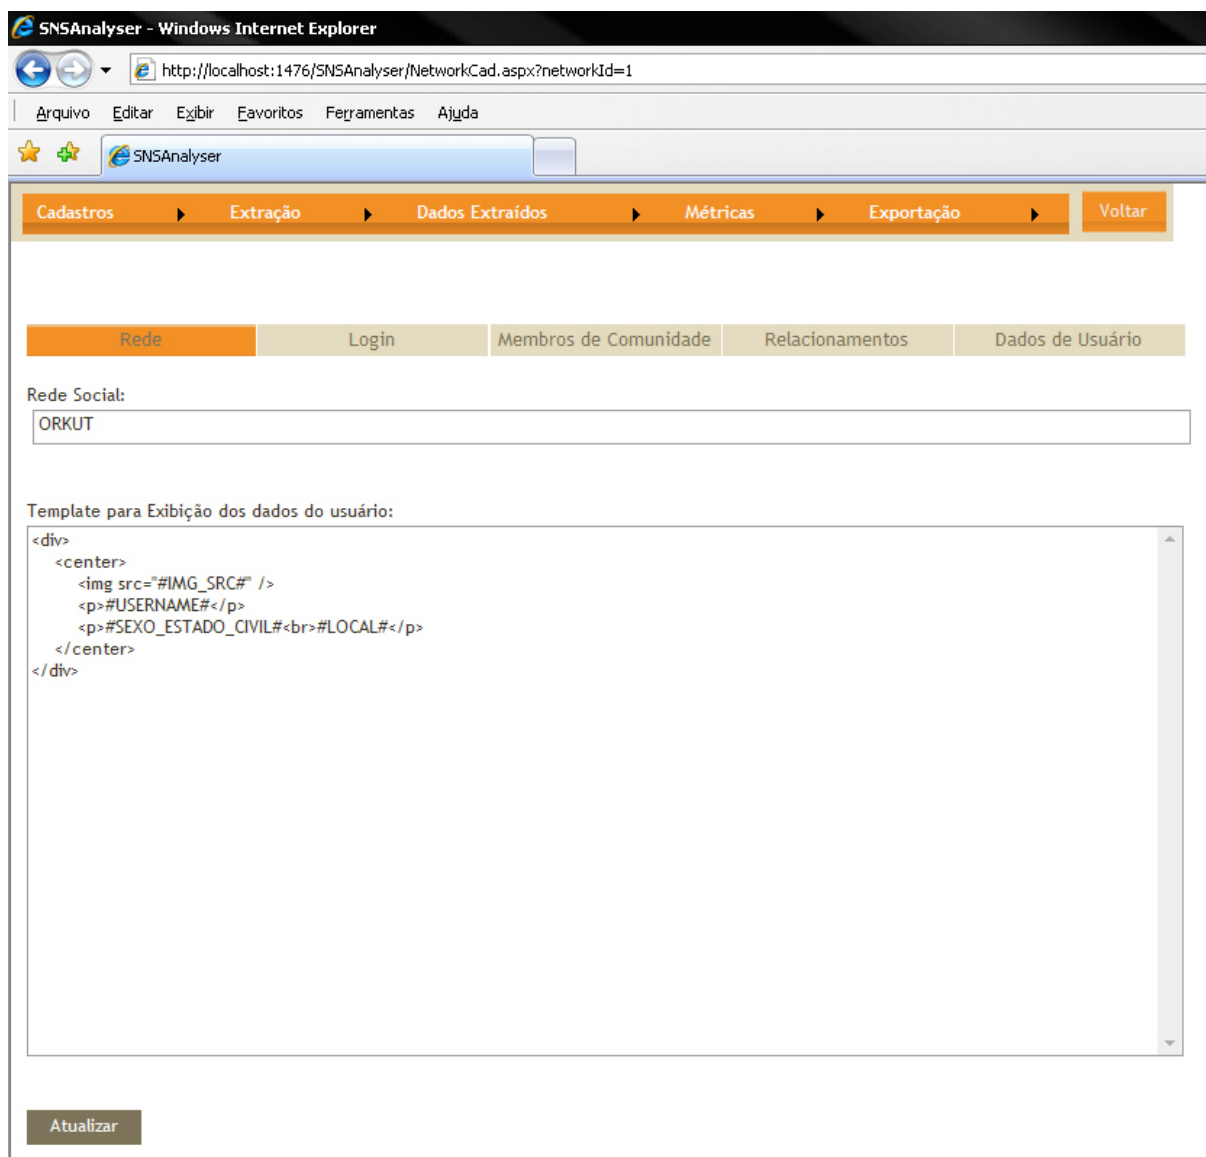 SNSAnalyser - Windows Internet Explorer
http://localhost:1476/SNSAnalyser/NetworkCad.aspx?networkId=1
Arquivo Editar Exibir Favoritos Ferramentas Ajuda
SNSAnalyser
Cadastros Extração Dados Extraídos Métricas Exportação Voltar
Rede Login Membros de Comunidade Relacionamentos Dados de Usuário
Rede Social:
ORKUT
Template para Exibição dos dados do usuário:
<div>
<center>
<img src="#IMG_SRC#" />
<p>#USERNAME#</p>
<p>#SEXO_ESTADO_CIVIL#<br>#LOCAL#</p>
</center>
</div>
Atualizar